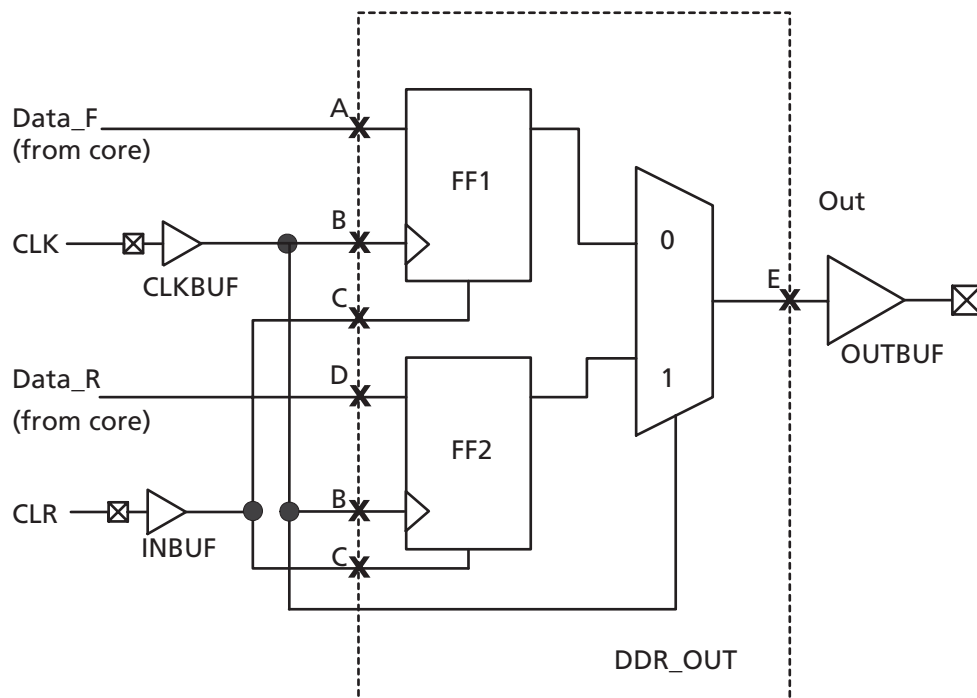 Data_F
(from core)
A
FF1
0
CLK
CLKBUF
B
C
Out
E
OUTBUF
Data_R
(from core)
D
FF2
1
CLR
INBUF
B
C
DDR_OUT